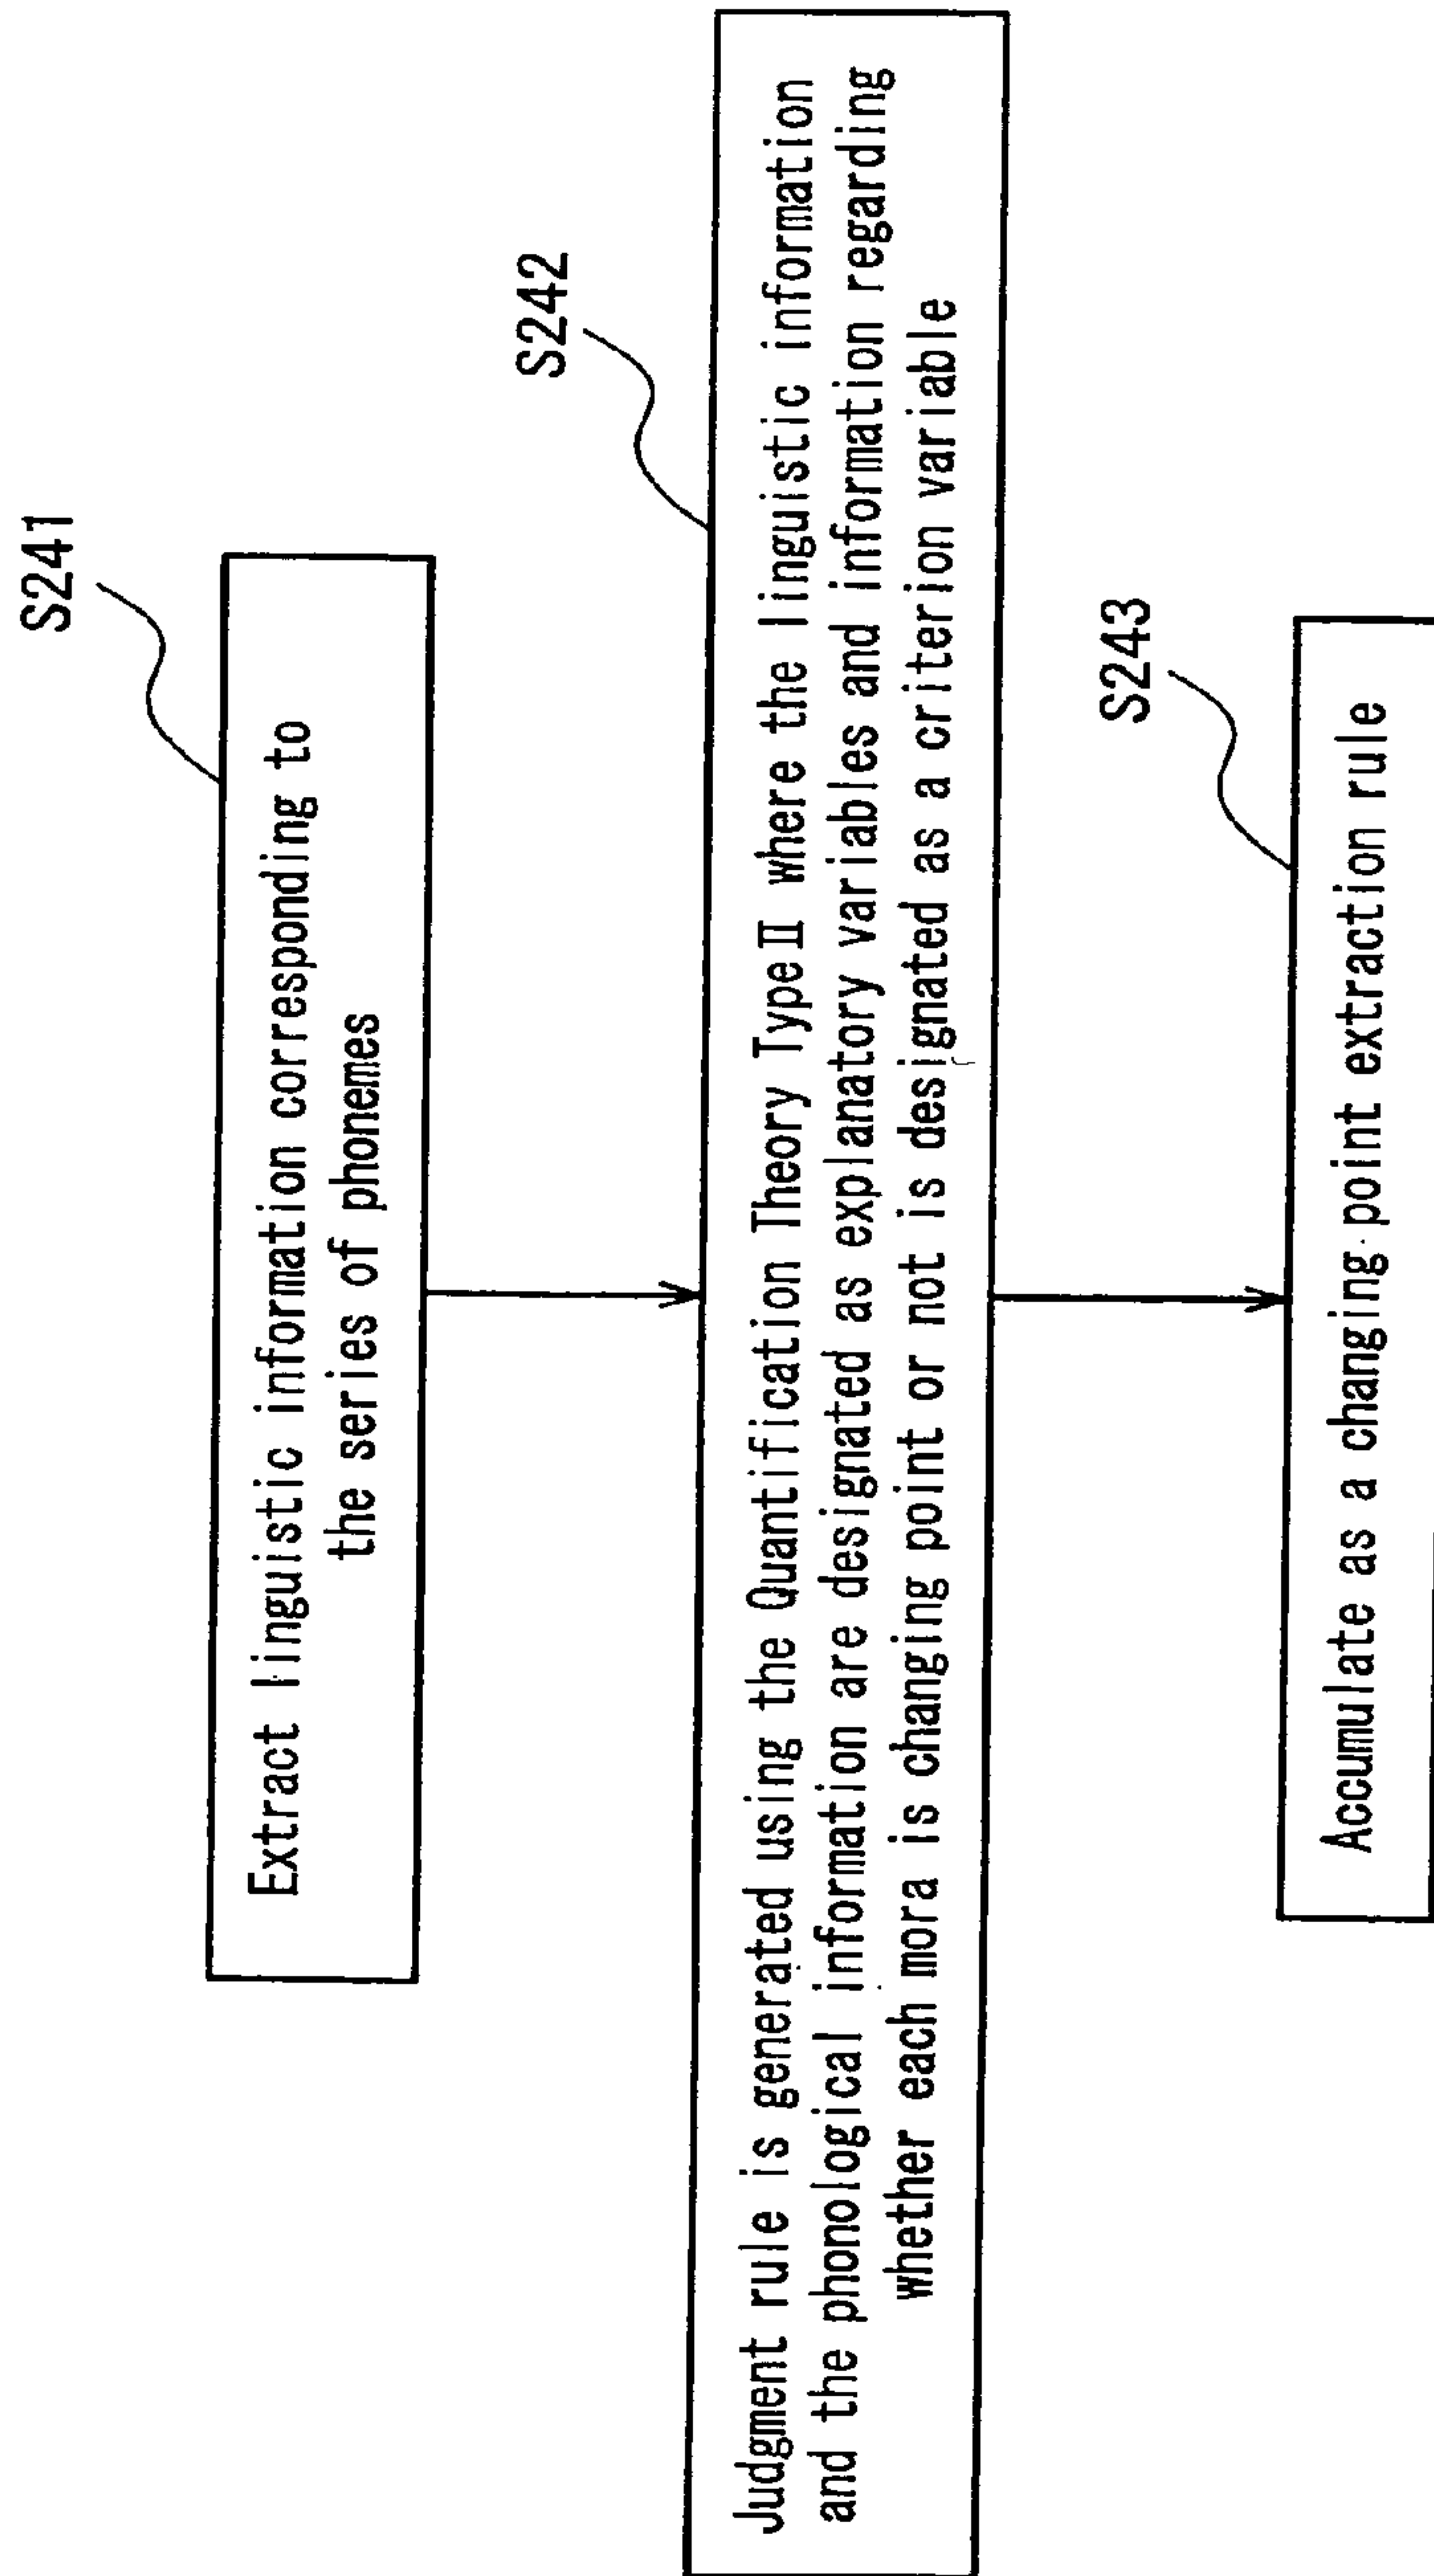 S241
Extract linguistic information corresponding to
the series of phonemes
S242
Judgment rule is generated using the Quantification Theory Type II where the linguistic information
and the phonological information are designated as explanatory variables and information regarding
whether each mora is changing point or not is designated as a criterion variable
S243
Accumulate as a changing point extraction rule